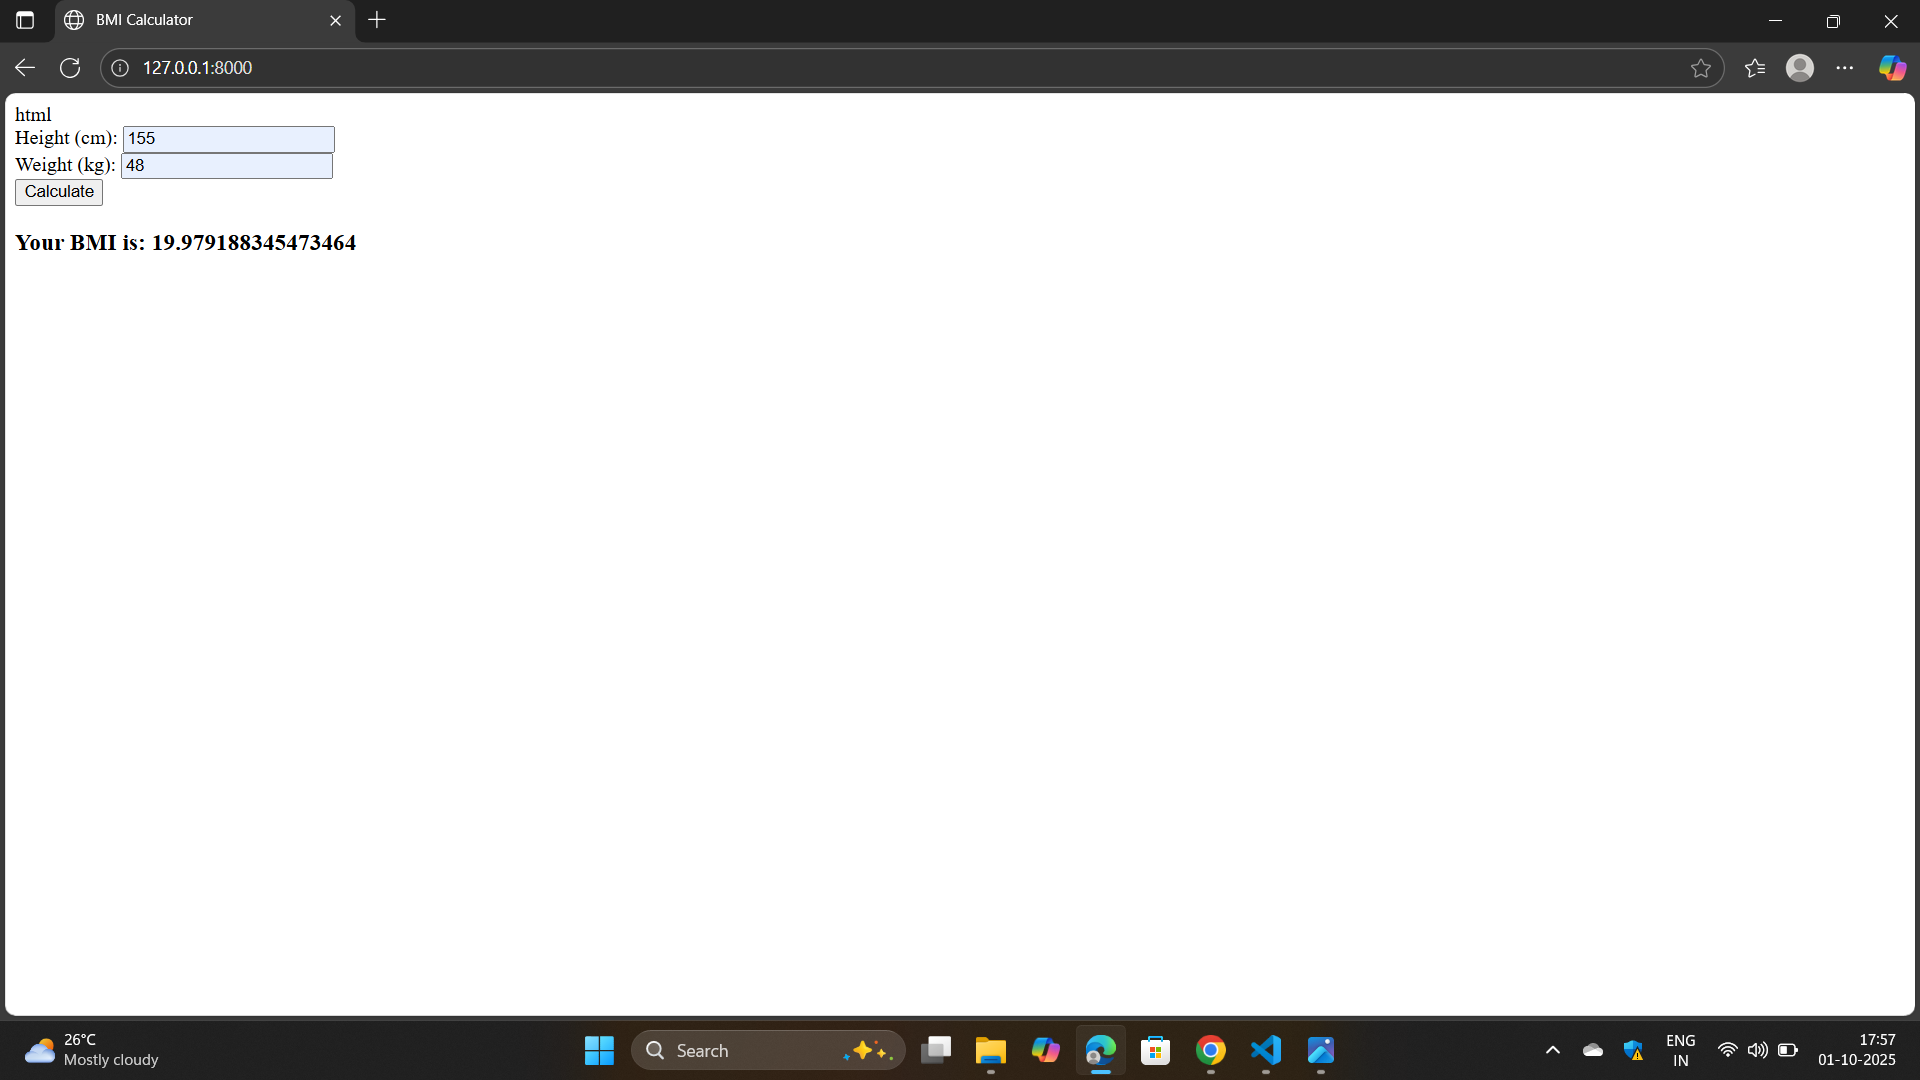 BMI Calculator
127.0.0.1:8000
html
Height (cm): 155
Weight (kg): 48
Calculate
Your BMI is: 19.979188345473464
26°C
Mostly cloudy
Search
ENG
IN
17:57
01-10-2025